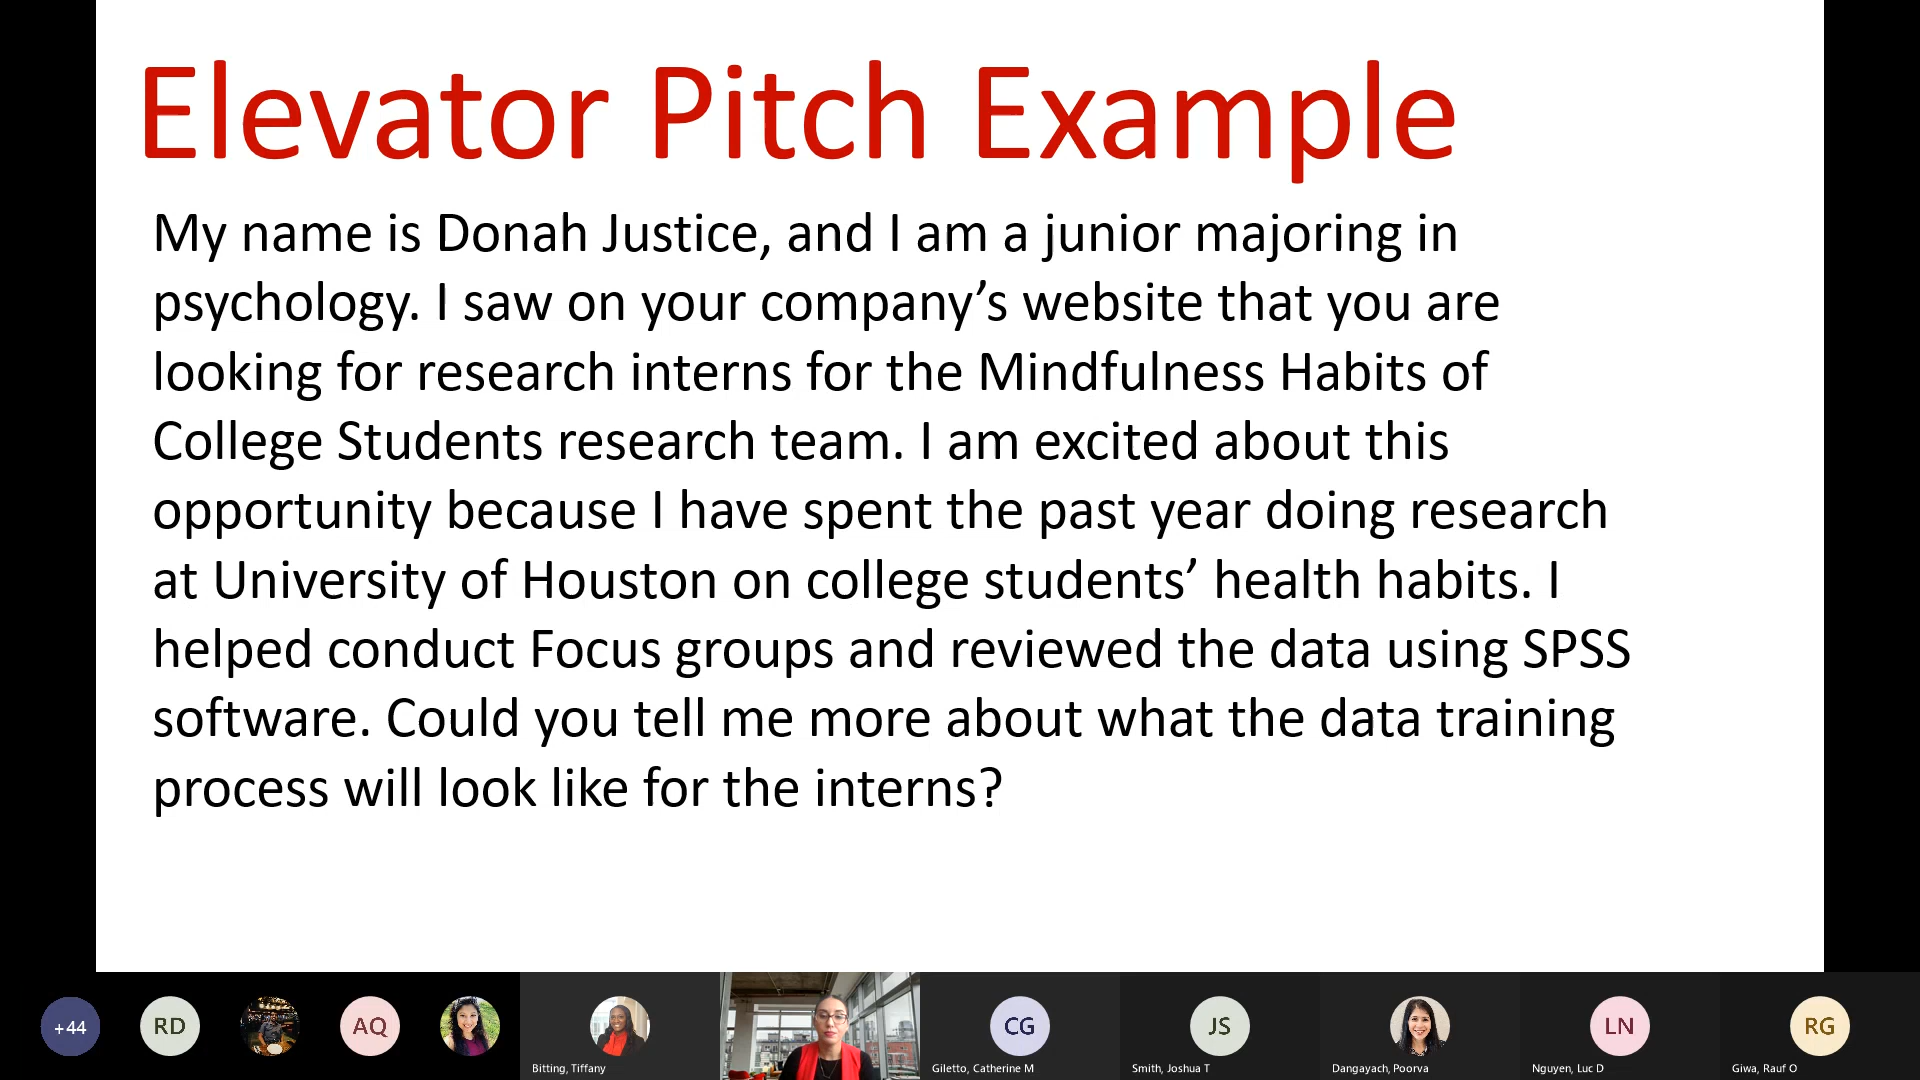 Elevator Pitch Example
My name is Donah Justice, and I am a junior majoring in
psychology. I saw on your company’s website that you are
looking for research interns for the Mindfulness Habits of
College Students research team. I am excited about this
opportunity because I have spent the past year doing research
at University of Houston on college students’ health habits. I
helped conduct Focus groups and reviewed the data using SPSS
software. Could you tell me more about what the data training
process will look like for the interns?
+44
RD
AQ
Bitting, Tiffany
CG
Giletto, Catherine M
JS
Smith, Joshua T
Dangayach, Poorva
LN
Nguyen, Luc D
RG
Giwa, Rauf O